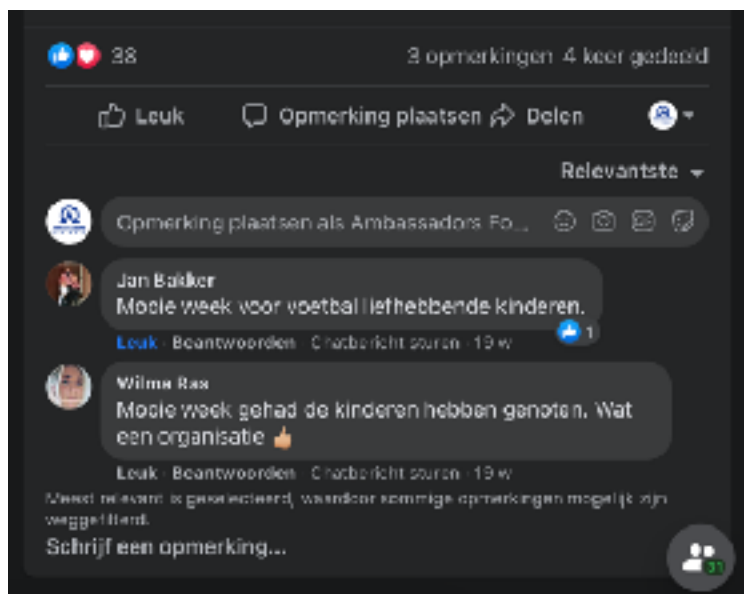 38 3 opmerkingen 4 keer gedeeld
Leuk Opmerking plaatsen Delen
Relevantste
Opmerking plaatsen als Ambassadors Fo...
Jan Bakker
Mooie week voor voetbal liefhebbende kinderen.
Leuk · Beantwoorden · Chatbericht sturen · 19 w 1
Wilma Ras
Mooie week gehad de kinderen hebben genoten. Wat
een organisatie 👍🏼
Leuk · Beantwoorden · Chatbericht sturen · 19 w
Meest relevant is geselecteerd, waardoor sommige opmerkingen mogelijk zijn
weggefilterd.
Schrijf een opmerking...
31